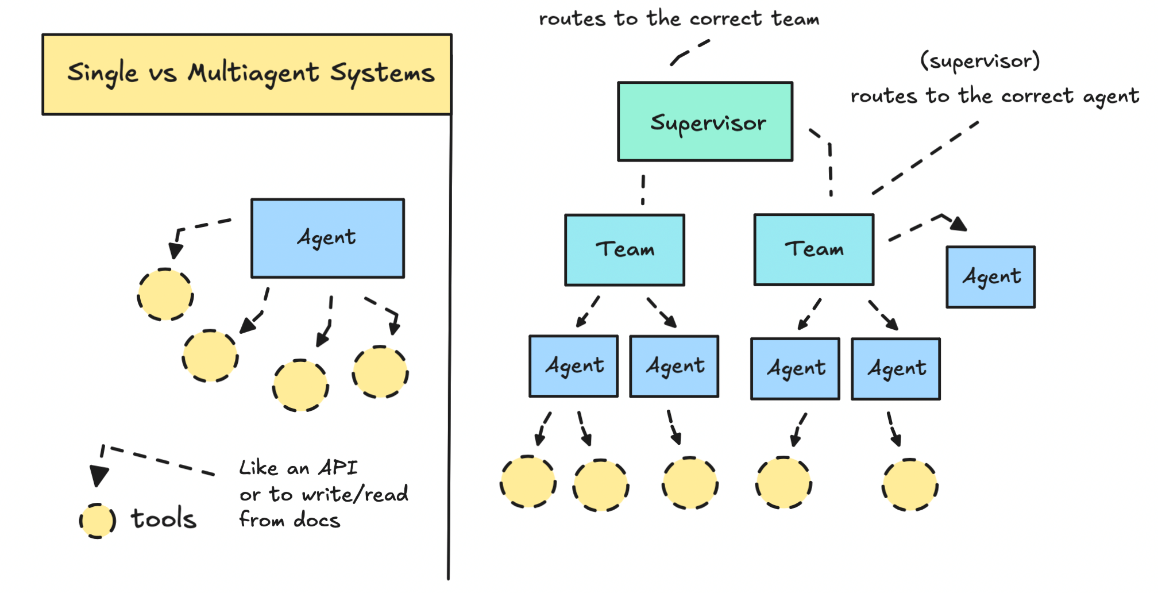 Single vs Multiagent Systems
Agent
Like an API
or to write/read
from docs
tools
routes to the correct team
(supervisor)
routes to the correct agent
Supervisor
Team
Team
Agent
Agent
Agent
Agent
Agent